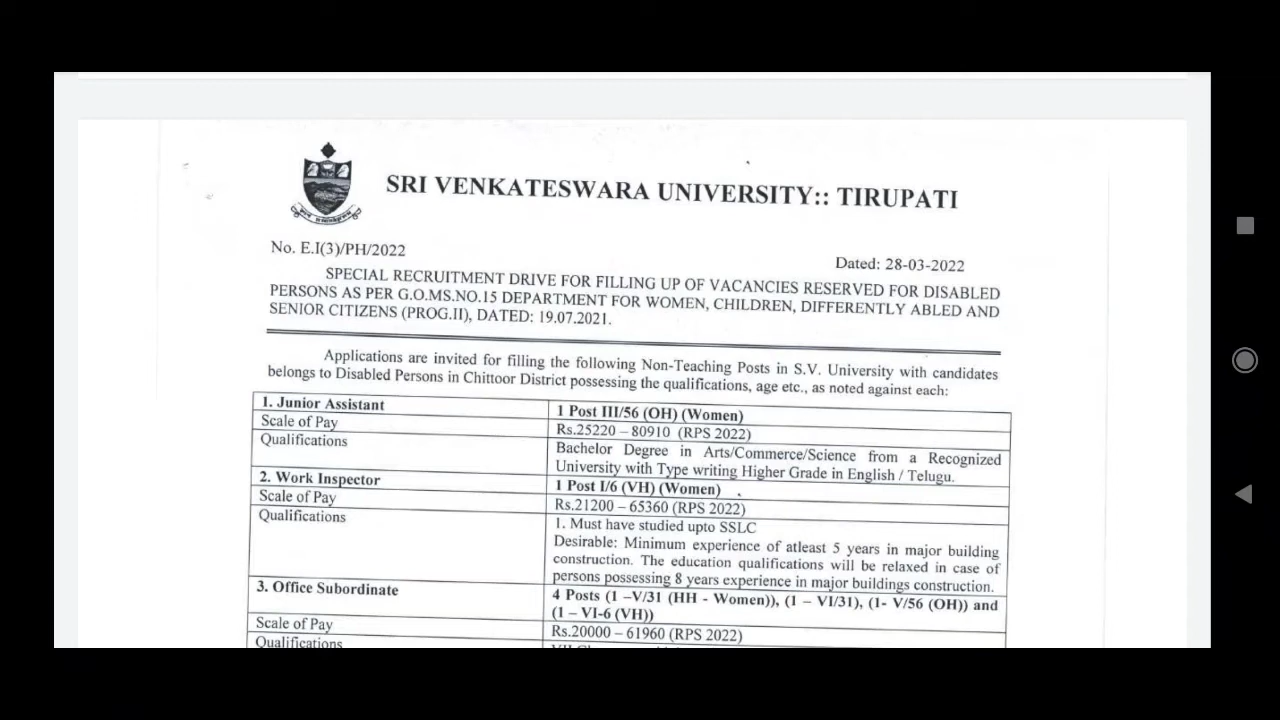 SRI VENKATESWARA UNIVERSITY:: TIRUPATI
No. E.I(3)/PH/2022
Dated: 28-03-2022
SPECIAL RECRUITMENT DRIVE FOR FILLING UP OF VACANCIES RESERVED FOR DISABLED
PERSONS AS PER G.O.MS.NO.15 DEPARTMENT FOR WOMEN, CHILDREN, DIFFERENTLY ABLED AND
SENIOR CITIZENS (PROG.II), DATED: 19.07.2021.
Applications are invited for filling the following Non-Teaching Posts in S.V. University with candidates
belongs to Disabled Persons in Chittoor District possessing the qualifications, age etc., as noted against each:
1. Junior Assistant
1 Post III/56 (OH) (Women)
Scale of Pay
Rs.25220 – 80910 (RPS 2022)
Qualifications
Bachelor Degree in Arts/Commerce/Science from a Recognized
University with Type writing Higher Grade in English / Telugu.
2. Work Inspector
1 Post I/6 (VH) (Women)
Scale of Pay
Rs.21200 – 65360 (RPS 2022)
Qualifications
1. Must have studied upto SSLC
Desirable: Minimum experience of atleast 5 years in major building
construction. The education qualifications will be relaxed in case of
persons possessing 8 years experience in major buildings construction.
3. Office Subordinate
4 Posts (1 –V/31 (HH - Women)), (1 – VI/31), (1- V/56 (OH)) and
(1 – VI-6 (VH))
Scale of Pay
Rs.20000 – 61960 (RPS 2022)
Qualifications